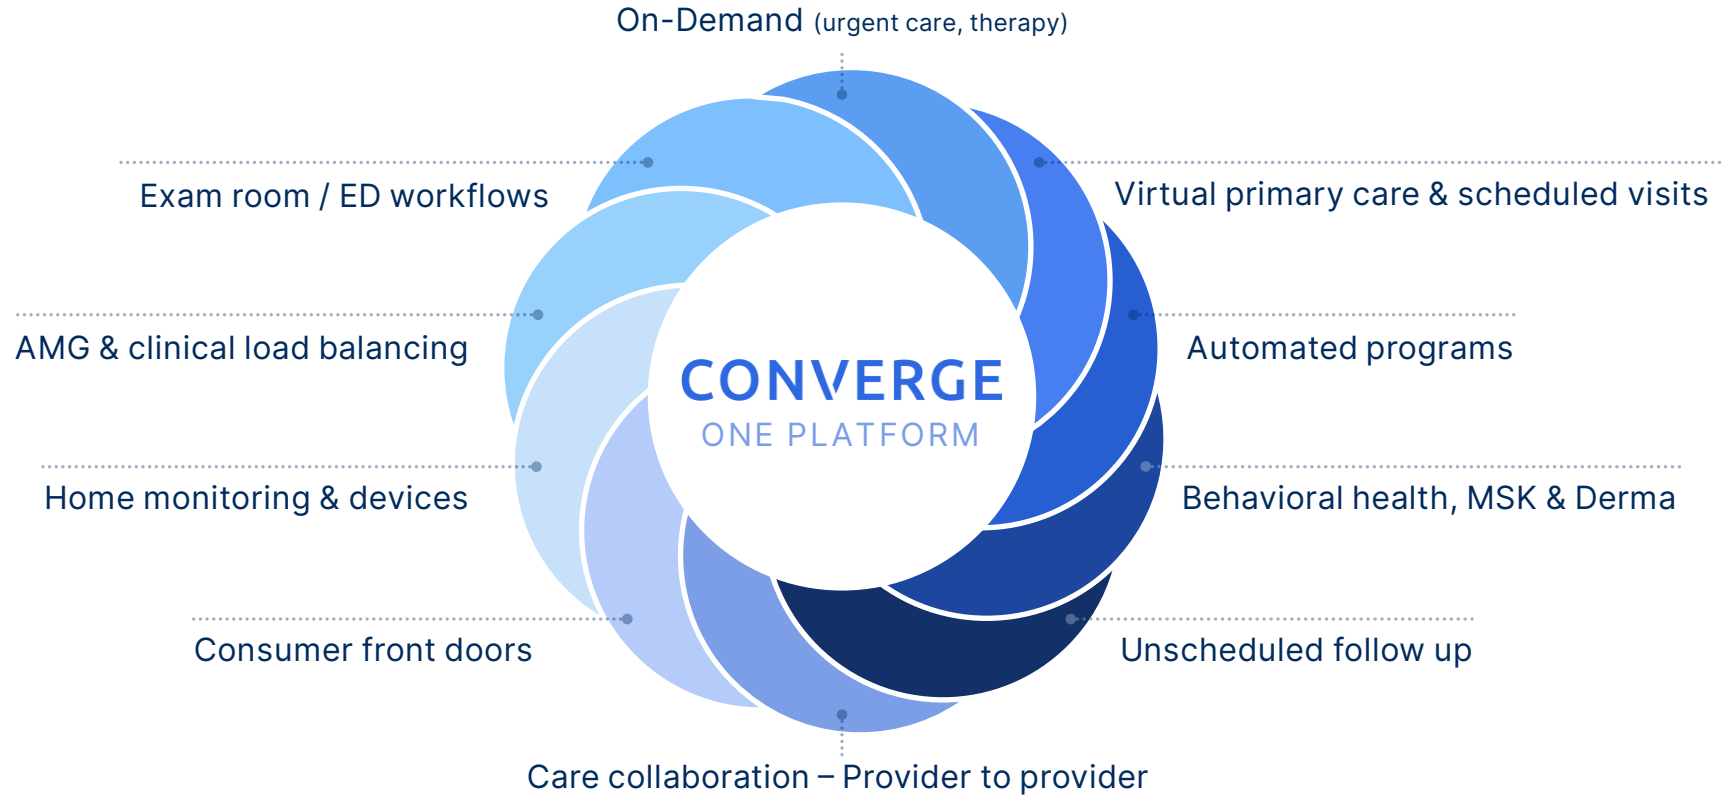 On-Demand (urgent care, therapy)
Exam room / ED workflows
Virtual primary care & scheduled visits
AMG & clinical load balancing
Automated programs
CONVERGE
ONE PLATFORM
Home monitoring & devices
Behavioral health, MSK & Derma
Consumer front doors
Unscheduled follow up
Care collaboration – Provider to provider